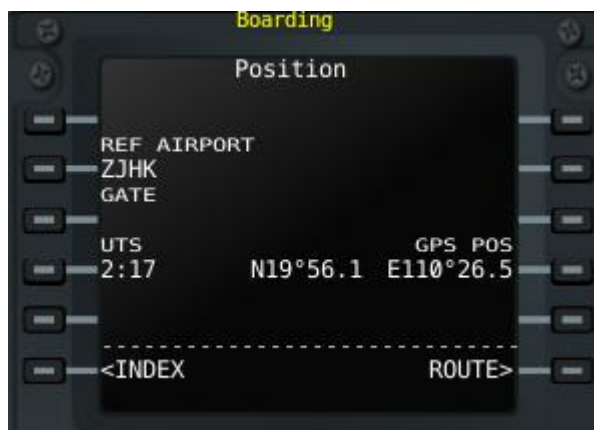 Boarding
Position
REF AIRPORT
ZJHK
GATE
UTS GPS POS
2:17 N19°56.1 E110°26.5
<INDEX ROUTE>